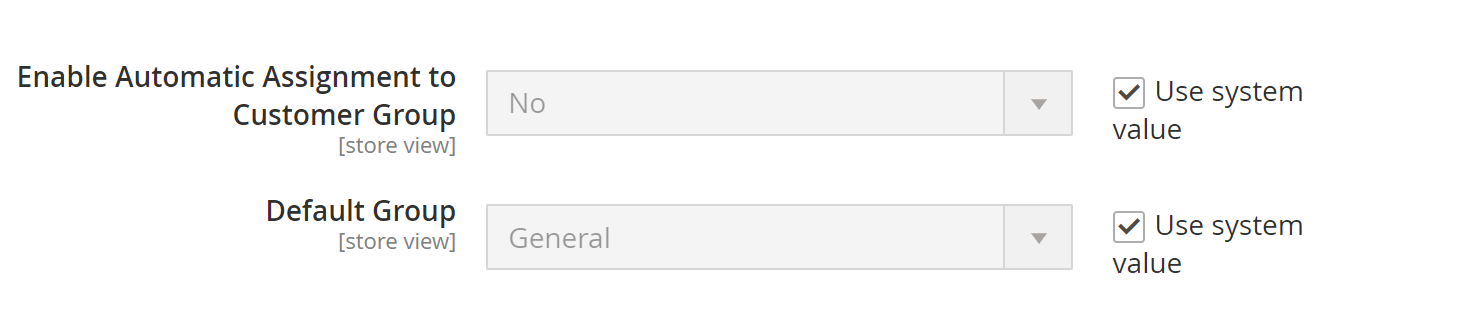 Enable Automatic Assignment to
Customer Group
[store view]
No
Use system
value
Default Group
[store view]
General
Use system
value